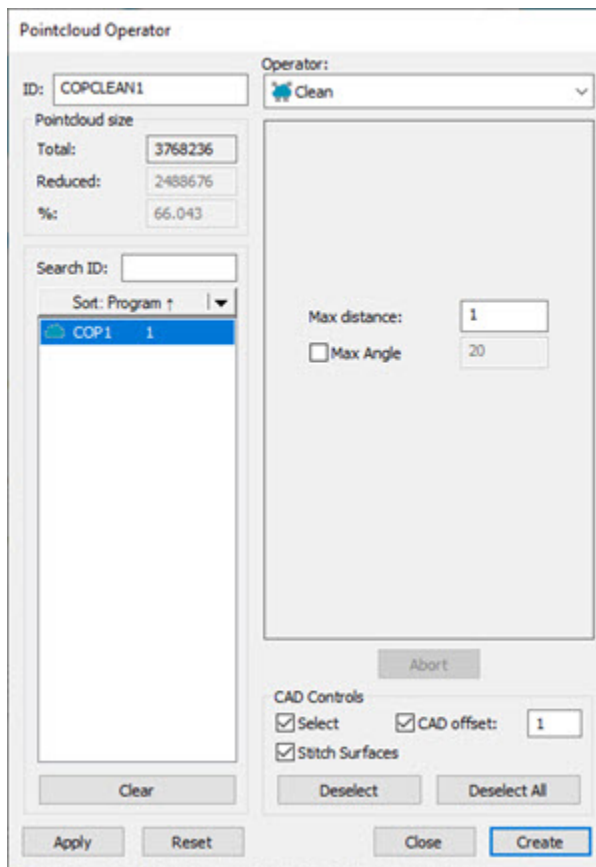 Pointcloud Operator
Operator:
ID: COPCLEAN1
Clean
Pointcloud size
Total: 3768236
Reduced: 2488676
%: 66.043
Search ID:
Sort: Program ↑
COP1 1
Max distance: 1
Max Angle 20
Abort
CAD Controls
Select CAD offset: 1
Stitch Surfaces
Clear Deselect Deselect All
Apply Reset Close Create